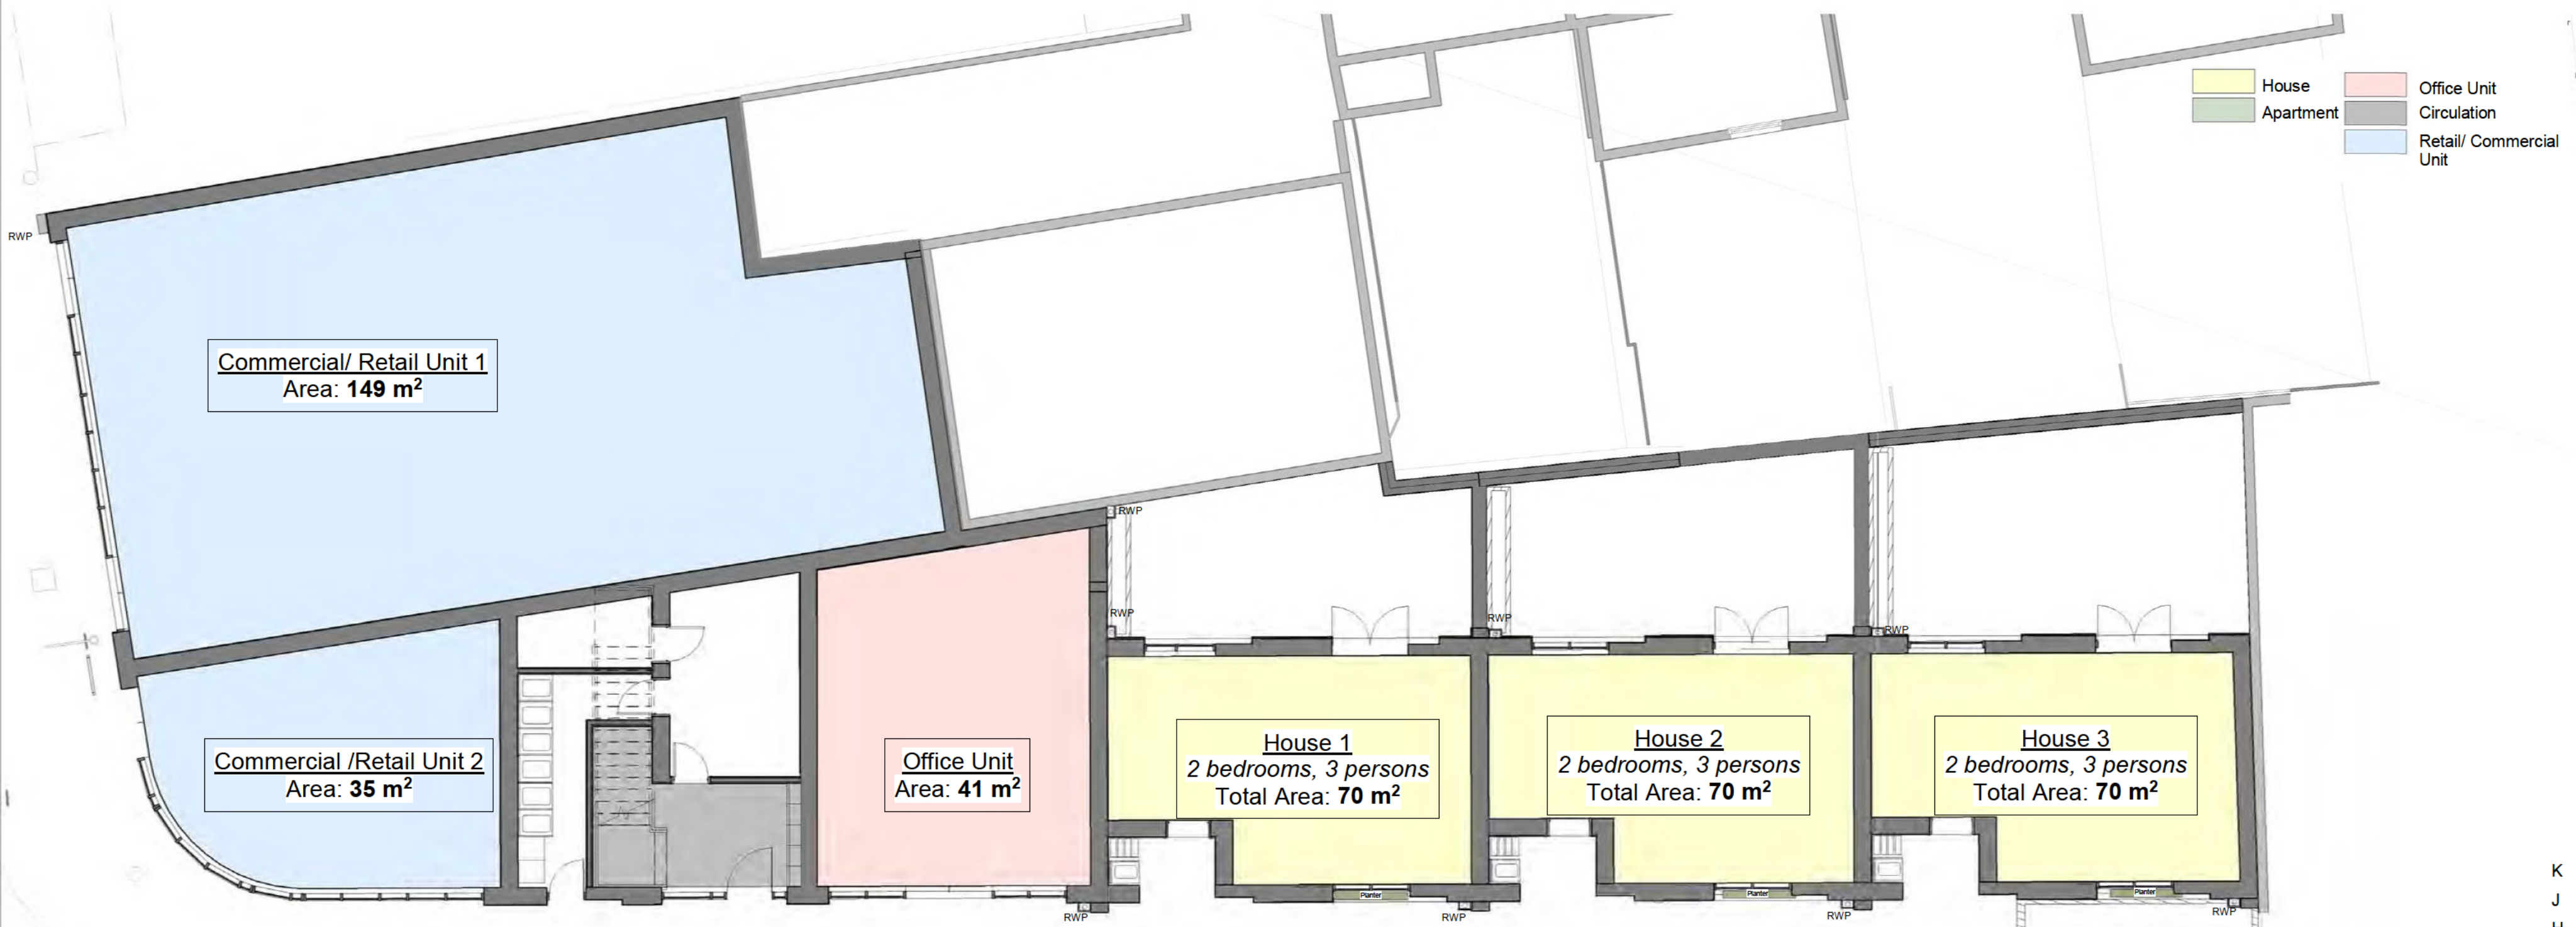 House
Apartment
Office Unit
Circulation
Retail/ Commercial
Unit
RWP
Commercial/ Retail Unit 1
Area: 149 m²
RWP
RWP
RWP
RWP
Commercial /Retail Unit 2
Area: 35 m²
Office Unit
Area: 41 m²
House 1
2 bedrooms, 3 persons
Total Area: 70 m²
House 2
2 bedrooms, 3 persons
Total Area: 70 m²
House 3
2 bedrooms, 3 persons
Total Area: 70 m²
Planter
Planter
Planter
RWP
RWP
RWP
RWP
K
J